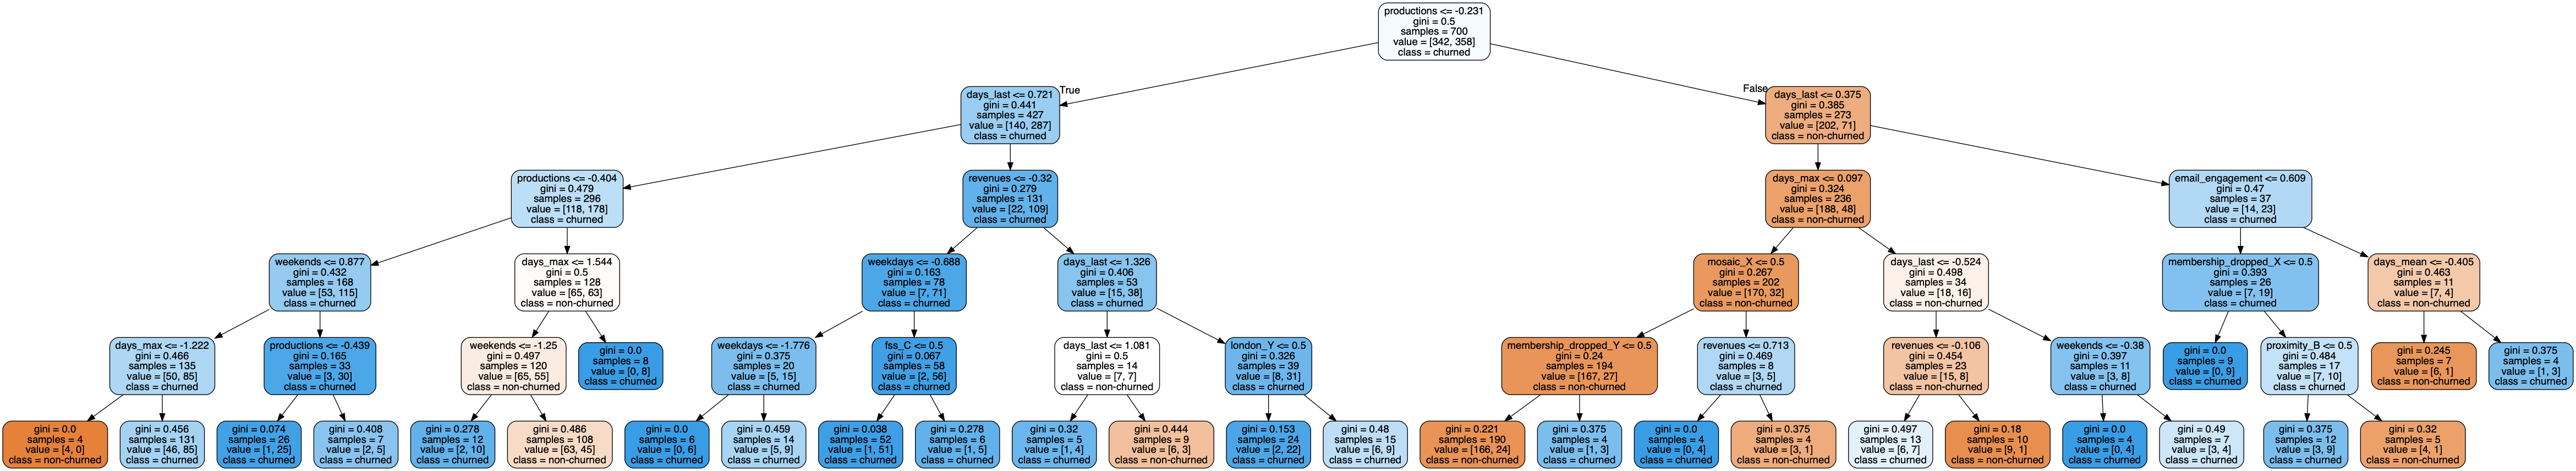 productions <= -0.231
gini = 0.5
samples = 700
value = [342, 358]
class = churned
True
False
days_last <= 0.721
gini = 0.441
samples = 427
value = [140, 287]
class = churned
days_last <= 0.375
gini = 0.385
samples = 273
value = [202, 71]
class = non-churned
productions <= -0.404
gini = 0.479
samples = 296
value = [118, 178]
class = churned
revenues <= -0.32
gini = 0.279
samples = 131
value = [22, 109]
class = churned
days_max <= 0.097
gini = 0.324
samples = 236
value = [188, 48]
class = non-churned
email_engagement <= 0.609
gini = 0.47
samples = 37
value = [14, 23]
class = churned
weekends <= 0.877
gini = 0.432
samples = 168
value = [53, 115]
class = churned
days_max <= 1.544
gini = 0.5
samples = 128
value = [65, 63]
class = non-churned
weekdays <= -0.688
gini = 0.163
samples = 78
value = [7, 71]
class = churned
days_last <= 1.326
gini = 0.406
samples = 53
value = [15, 38]
class = churned
mosaic_X <= 0.5
gini = 0.267
samples = 202
value = [170, 32]
class = non-churned
days_last <= -0.524
gini = 0.498
samples = 34
value = [18, 16]
class = non-churned
membership_dropped_X <= 0.5
gini = 0.393
samples = 26
value = [7, 19]
class = churned
days_mean <= -0.405
gini = 0.463
samples = 11
value = [7, 4]
class = non-churned
days_max <= -1.222
gini = 0.466
samples = 135
value = [50, 85]
class = churned
productions <= -0.439
gini = 0.165
samples = 33
value = [3, 30]
class = churned
weekends <= -1.25
gini = 0.497
samples = 120
value = [65, 55]
class = non-churned
gini = 0.0
samples = 8
value = [0, 8]
class = churned
weekdays <= -1.776
gini = 0.375
samples = 20
value = [5, 15]
class = churned
fss_C <= 0.5
gini = 0.067
samples = 58
value = [2, 56]
class = churned
days_last <= 1.081
gini = 0.5
samples = 14
value = [7, 7]
class = non-churned
london_Y <= 0.5
gini = 0.326
samples = 39
value = [8, 31]
class = churned
membership_dropped_Y <= 0.5
gini = 0.24
samples = 194
value = [167, 27]
class = non-churned
revenues <= 0.713
gini = 0.469
samples = 8
value = [3, 5]
class = churned
revenues <= -0.106
gini = 0.454
samples = 23
value = [15, 8]
class = non-churned
weekends <= -0.38
gini = 0.397
samples = 11
value = [3, 8]
class = churned
gini = 0.0
samples = 9
value = [0, 9]
class = churned
proximity_B <= 0.5
gini = 0.484
samples = 17
value = [7, 10]
class = churned
gini = 0.245
samples = 7
value = [6, 1]
class = non-churned
gini = 0.375
samples = 4
value = [1, 3]
class = churned
gini = 0.0
samples = 4
value = [4, 0]
class = non-churned
gini = 0.456
samples = 131
value = [46, 85]
class = churned
gini = 0.074
samples = 26
value = [1, 25]
class = churned
gini = 0.408
samples = 7
value = [2, 5]
class = churned
gini = 0.278
samples = 12
value = [2, 10]
class = churned
gini = 0.486
samples = 108
value = [63, 45]
class = non-churned
gini = 0.0
samples = 6
value = [0, 6]
class = churned
gini = 0.459
samples = 14
value = [5, 9]
class = churned
gini = 0.038
samples = 52
value = [1, 51]
class = churned
gini = 0.278
samples = 6
value = [1, 5]
class = churned
gini = 0.32
samples = 5
value = [1, 4]
class = churned
gini = 0.444
samples = 9
value = [6, 3]
class = non-churned
gini = 0.153
samples = 24
value = [2, 22]
class = churned
gini = 0.48
samples = 15
value = [6, 9]
class = churned
gini = 0.221
samples = 190
value = [166, 24]
class = non-churned
gini = 0.375
samples = 4
value = [1, 3]
class = churned
gini = 0.0
samples = 4
value = [0, 4]
class = churned
gini = 0.375
samples = 4
value = [3, 1]
class = non-churned
gini = 0.497
samples = 13
value = [6, 7]
class = churned
gini = 0.18
samples = 10
value = [9, 1]
class = non-churned
gini = 0.0
samples = 4
value = [0, 4]
class = churned
gini = 0.49
samples = 7
value = [3, 4]
class = churned
gini = 0.375
samples = 12
value = [3, 9]
class = churned
gini = 0.32
samples = 5
value = [4, 1]
class = non-churned